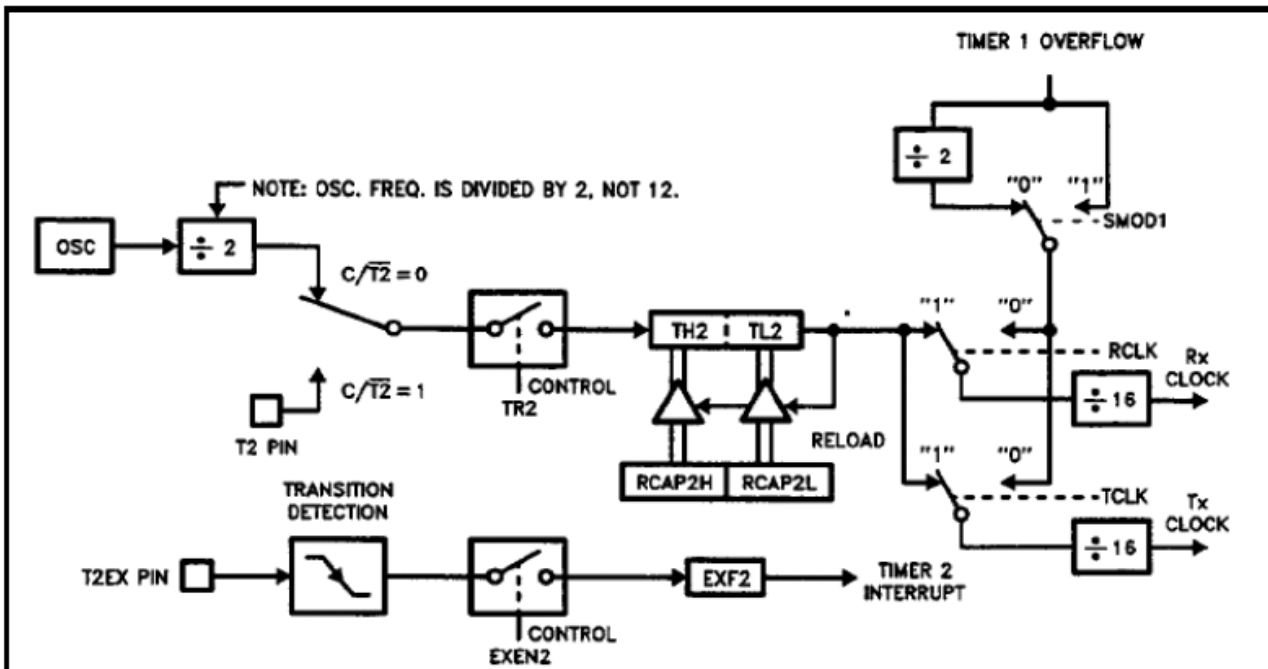 TIMER 1 OVERFLOW
÷ 2
NOTE: OSC. FREQ. IS DIVIDED BY 2, NOT 12.
"0" "1"
SMOD1
OSC
÷ 2
C/T̅2̅ = 0
"1" "0"
TH2 TL2
RCLK
Rx
CLOCK
C/T̅2̅ = 1
CONTROL
TR2
÷ 16
T2 PIN
RELOAD
"1" "0"
RCAP2H RCAP2L
TRANSITION
DETECTION
TCLK
Tx
CLOCK
÷ 16
T2EX PIN
EXF2
TIMER 2
INTERRUPT
CONTROL
EXEN2